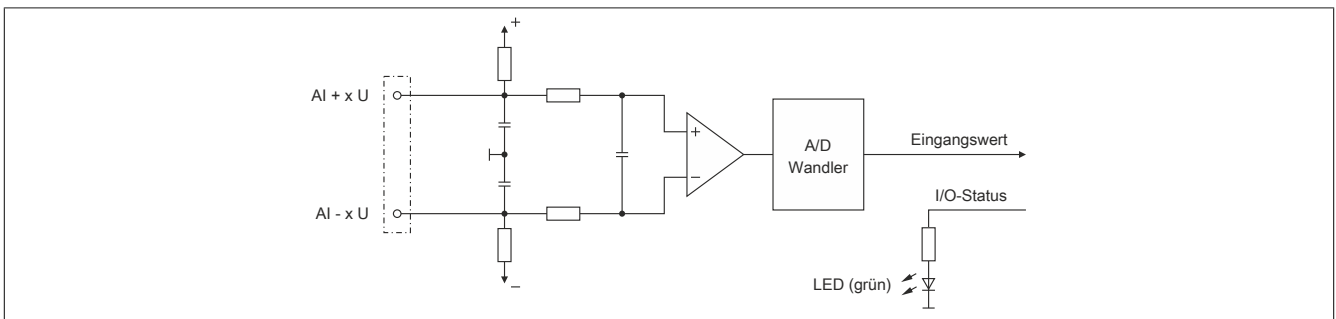 +
AI + x U
+
A/D
Wandler
Eingangswert
−
I/O-Status
AI - x U
LED (grün)
−